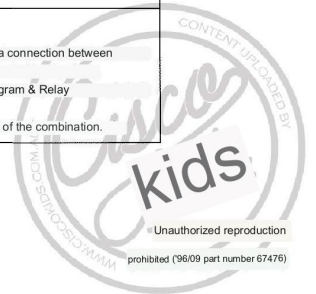 a connection between
gram & Relay
of the combination.
CONTENT UPLOADED BY
Cisco
kids
WWW.CISCOKIDS.COM.AU
Unauthorized reproduction
prohibited ('96/09 part number 67476)